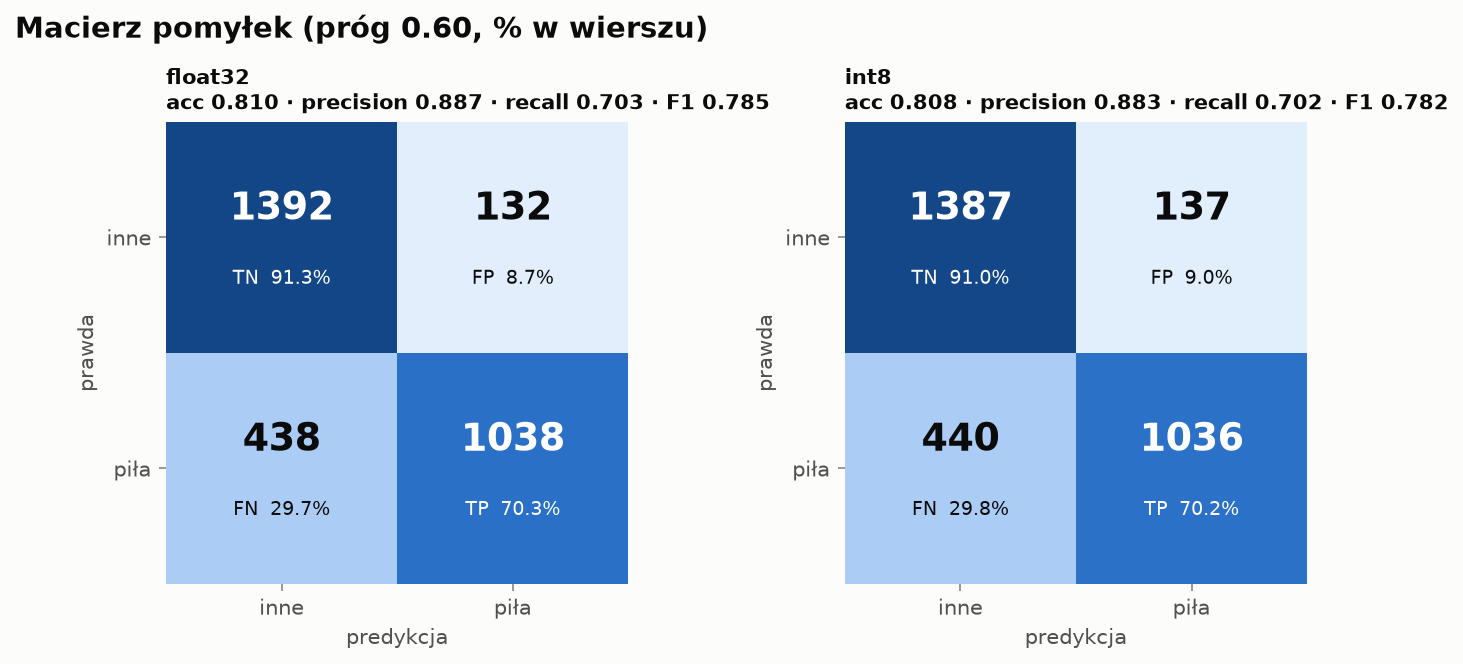 Macierz pomyłek (próg 0.60, % w wierszu)
float32
acc 0.810 · precision 0.887 · recall 0.703 · F1 0.785
1392
132
inne
TN 91.3%
FP 8.7%
prawda
438
1038
piła
FN 29.7%
TP 70.3%
inne
piła
predykcja
int8
acc 0.808 · precision 0.883 · recall 0.702 · F1 0.782
1387
137
inne
TN 91.0%
FP 9.0%
prawda
440
1036
piła
FN 29.8%
TP 70.2%
inne
piła
predykcja